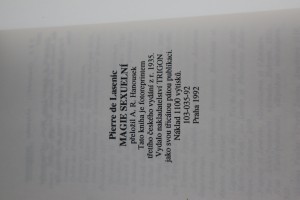 Pierre de Lasenic
MAGIE SEXUELNÍ
přeložil A. R. Hanousek
Tato kniha je fotoreprintem
třetího českého vydání z r. 1935.
Vydalo nakladatelství TRIGON
jako svou třicátou pátou publikaci.
Náklad 1100 výtisků.
103-035-92
Praha 1992